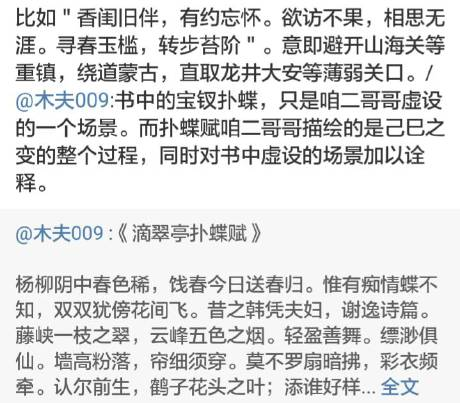 比如＂香闺旧伴，有约忘怀。欲访不果，相思无
涯。寻春玉槛，转步苔阶＂。意即避开山海关等
重镇，绕道蒙古，直取龙井大安等薄弱关口。/
@木夫009:书中的宝钗扑蝶，只是咱二哥哥虚设
的一个场景。而扑蝶赋咱二哥哥描绘的是己巳之
变的整个过程，同时对书中虚设的场景加以诠
释。
@木夫009 :《滴翠亭扑蝶赋》
杨柳阴中春色稀，饯春今日送春归。惟有痴情蝶不
知，双双犹傍花间飞。昔之韩凭夫妇，谢逸诗篇。
藤峡一枝之翠，云峰五色之烟。轻盈善舞。缥渺俱
仙。墙高粉落，帘细须穿。莫不罗扇暗拂，彩衣频
牵。认尔前生，鹤子花头之叶；添谁好样... 全文